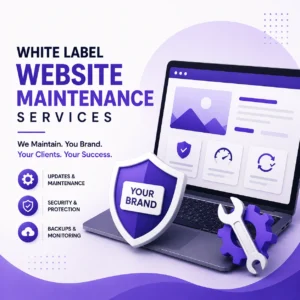 WHITE LABEL
WEBSITE
MAINTENANCE
SERVICES
We Maintain. You Brand.
Your Clients. Your Success.
UPDATES &
MAINTENANCE
SECURITY &
PROTECTION
BACKUPS &
MONITORING
YOUR
BRAND